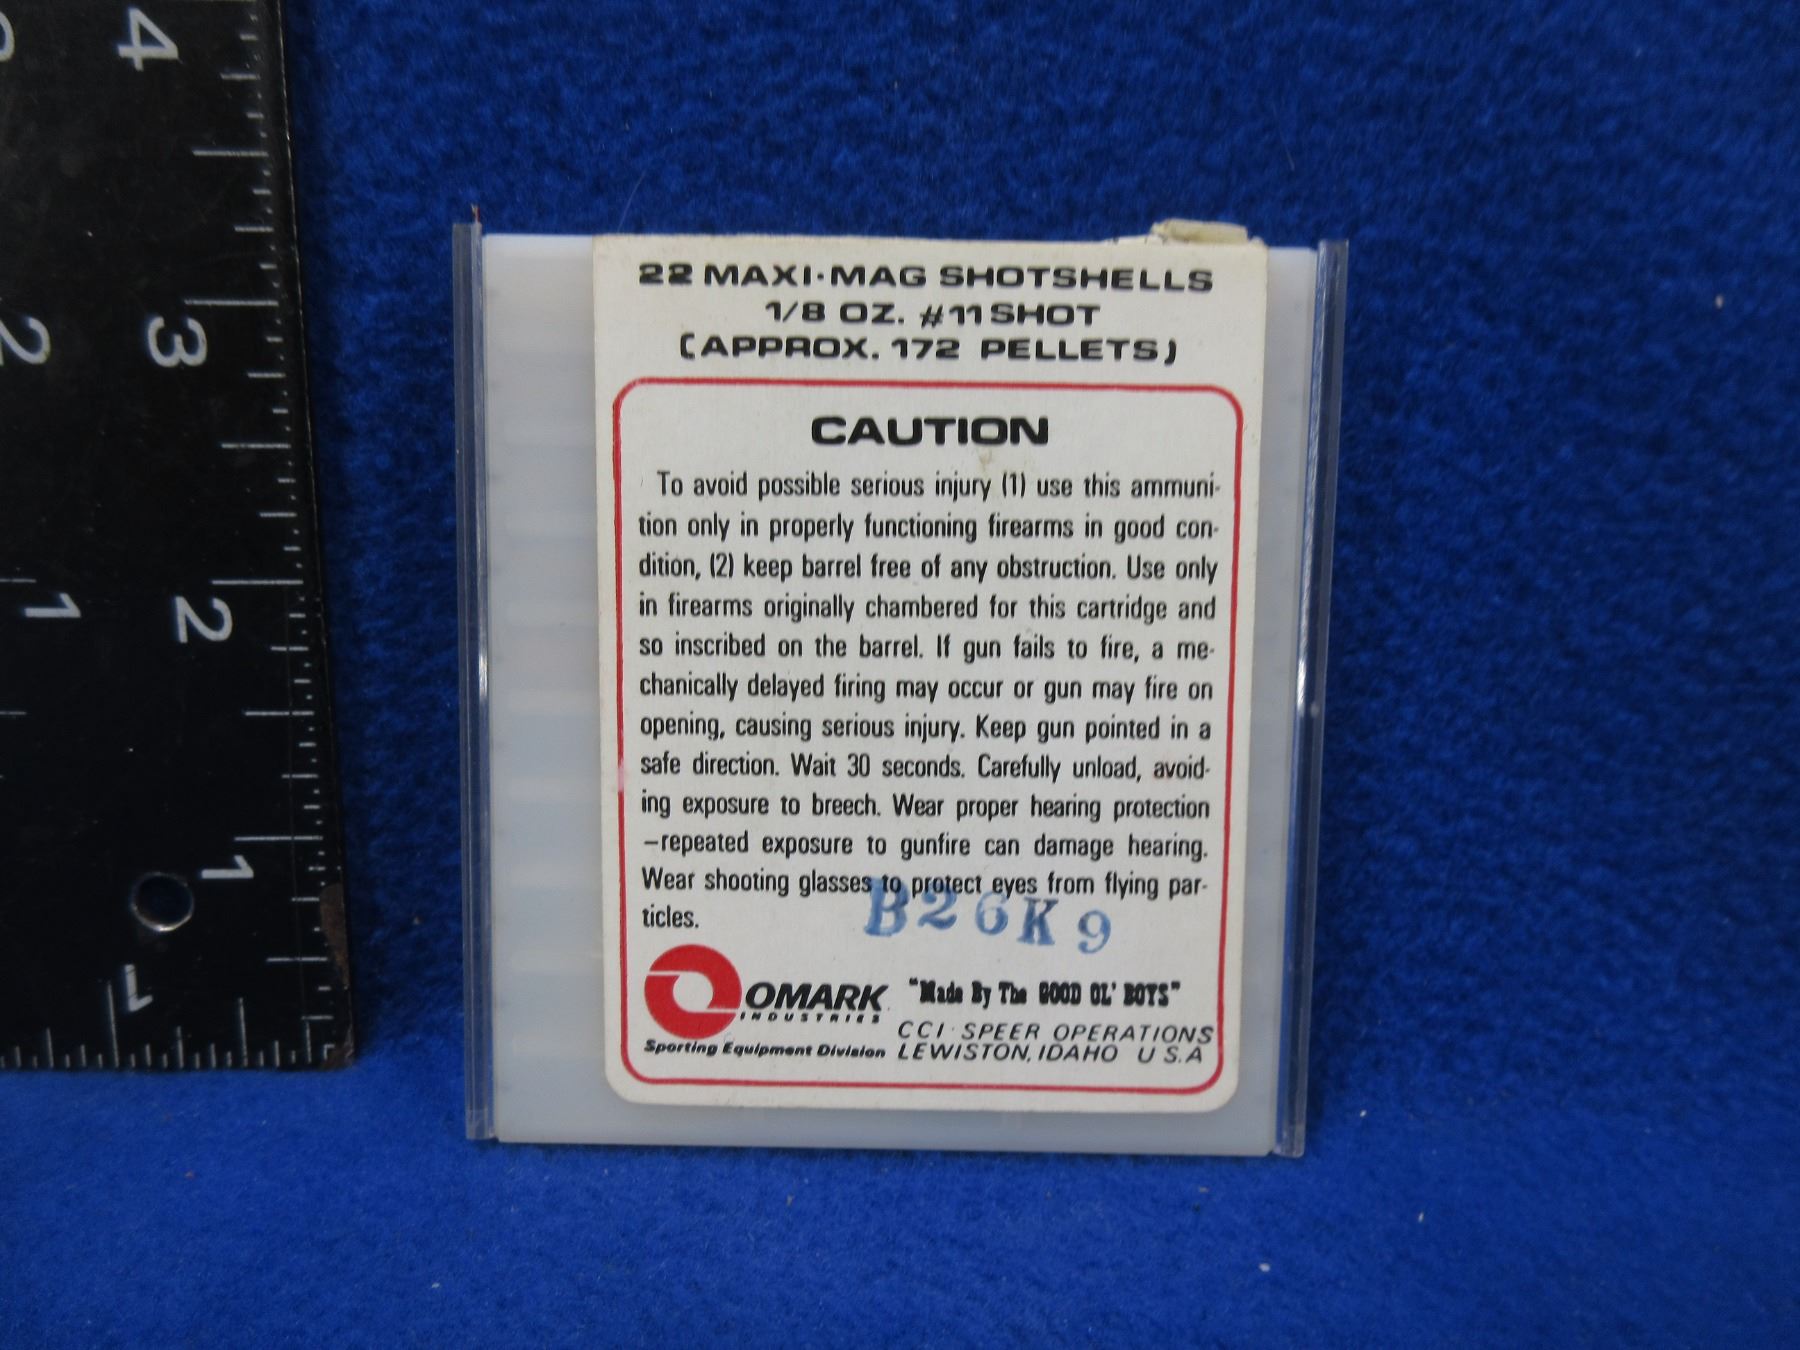 22 MAXI·MAG SHOTSHELLS
1/8 OZ. #11 SHOT
(APPROX. 172 PELLETS)
CAUTION
To avoid possible serious injury (1) use this ammuni-
tion only in properly functioning firearms in good con-
dition, (2) keep barrel free of any obstruction. Use only
in firearms originally chambered for this cartridge and
so inscribed on the barrel. If gun fails to fire, a me-
chanically delayed firing may occur or gun may fire on
opening, causing serious injury. Keep gun pointed in a
safe direction. Wait 30 seconds. Carefully unload, avoid-
ing exposure to breech. Wear proper hearing protection
–repeated exposure to gunfire can damage hearing.
Wear shooting glasses to protect eyes from flying par-
ticles.
B26K9
OMARK
INDUSTRIES
Sporting Equipment Division
"Made By The GOOD OL' BOYS"
CCI·SPEER OPERATIONS
LEWISTON, IDAHO U.S.A
4
3
2
1
2
1
1